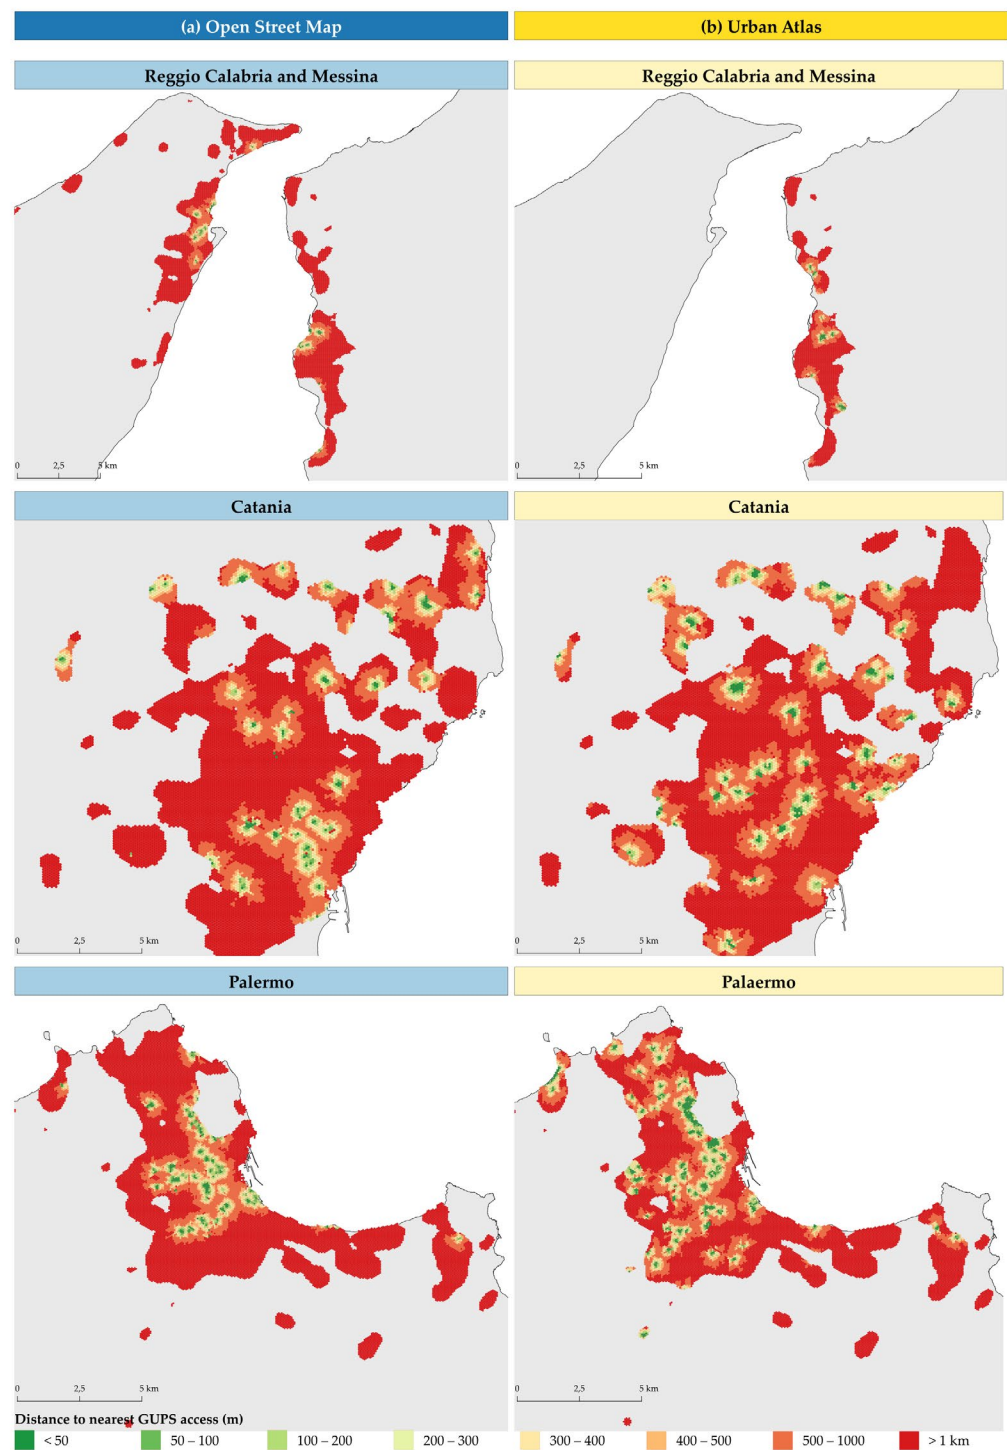 (a) Open Street Map
(b) Urban Atlas
Reggio Calabria and Messina
Reggio Calabria and Messina
0 2,5 5 km
0 2,5 5 km
Catania
Catania
0 2,5 5 km
0 2,5 5 km
Palermo
Palaermo
0 2,5 5 km
0 2,5 5 km
Distance to nearest GUPS access (m)
< 50 50 – 100 100 – 200 200 – 300 300 – 400 400 – 500 500 - 1000 > 1 km